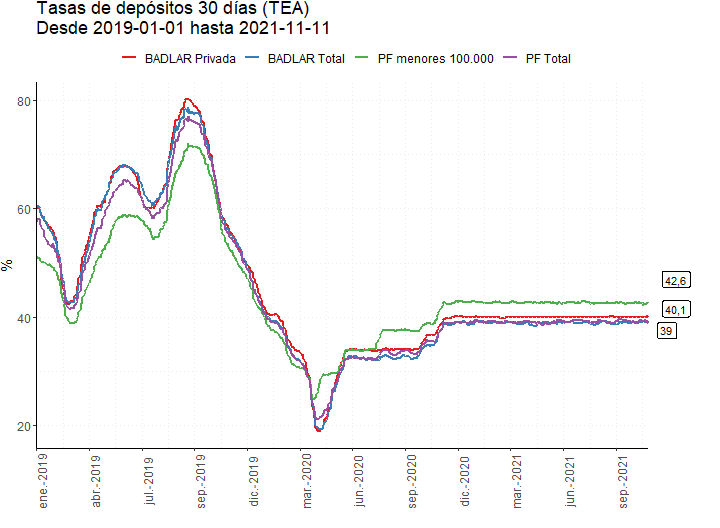 Tasas de depósitos 30 días (TEA)
Desde 2019-01-01 hasta 2021-11-11
BADLAR Privada BADLAR Total PF menores 100.000 PF Total
%
80
60
40
20
42,6
40,1
39
ene.-2019 abr.-2019 jul.-2019 sep.-2019 dic.-2019 mar.-2020 jun.-2020 sep.-2020 dic.-2020 mar.-2021 jun.-2021 sep.-2021